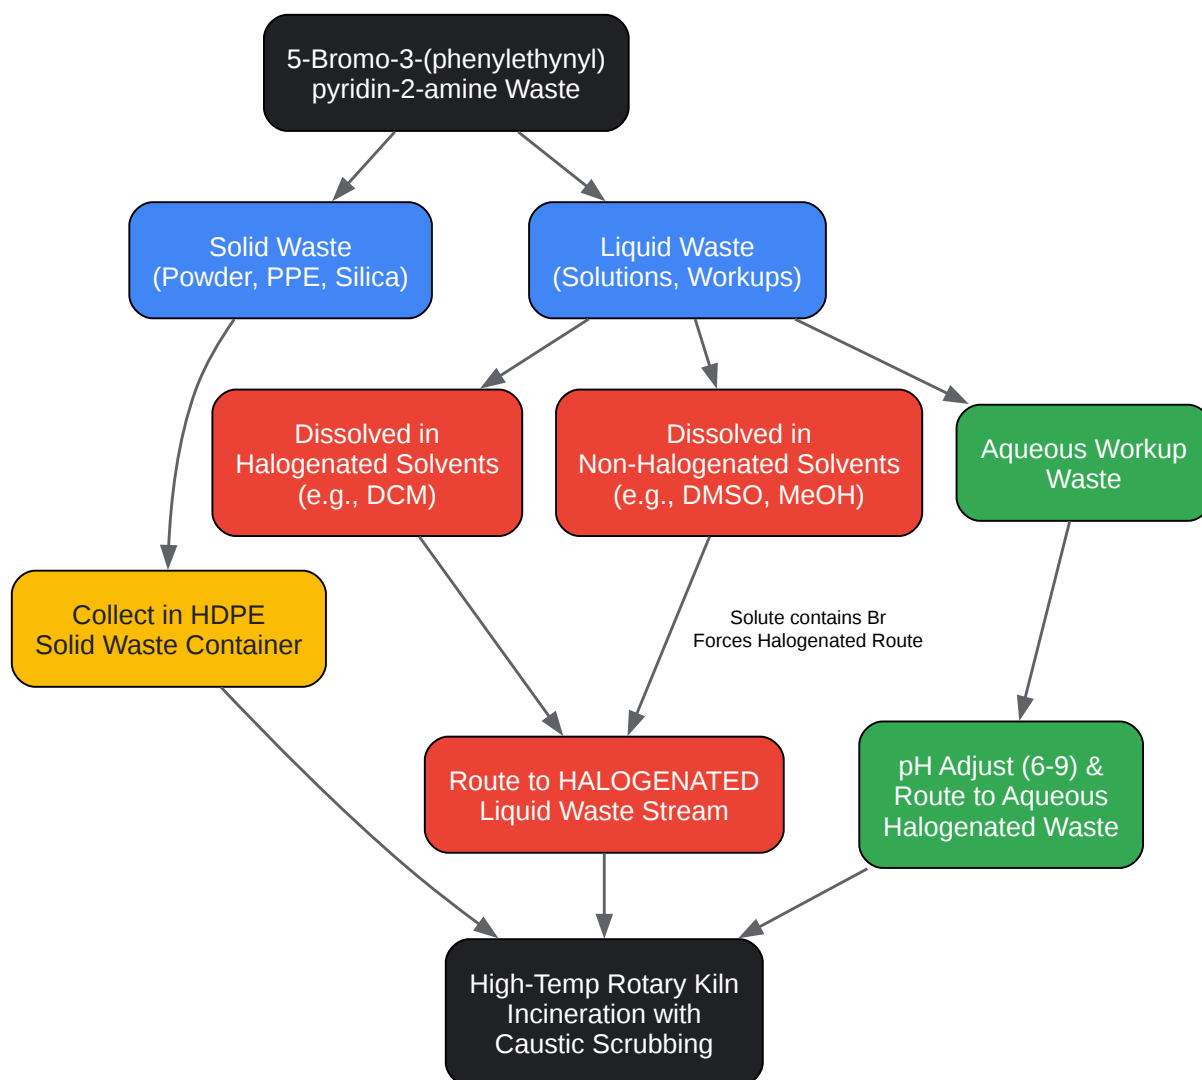 5-Bromo-3-(phenylethynyl)
pyridin-2-amine Waste
Solid Waste
(Powder, PPE, Silica)
Liquid Waste
(Solutions, Workups)
Dissolved in
Halogenated Solvents
(e.g., DCM)
Dissolved in
Non-Halogenated Solvents
(e.g., DMSO, MeOH)
Aqueous Workup
Waste
Collect in HDPE
Solid Waste Container
Solute contains Br
Forces Halogenated Route
Route to HALOGENATED
Liquid Waste Stream
pH Adjust (6-9) &
Route to Aqueous
Halogenated Waste
High-Temp Rotary Kiln
Incineration with
Caustic Scrubbing